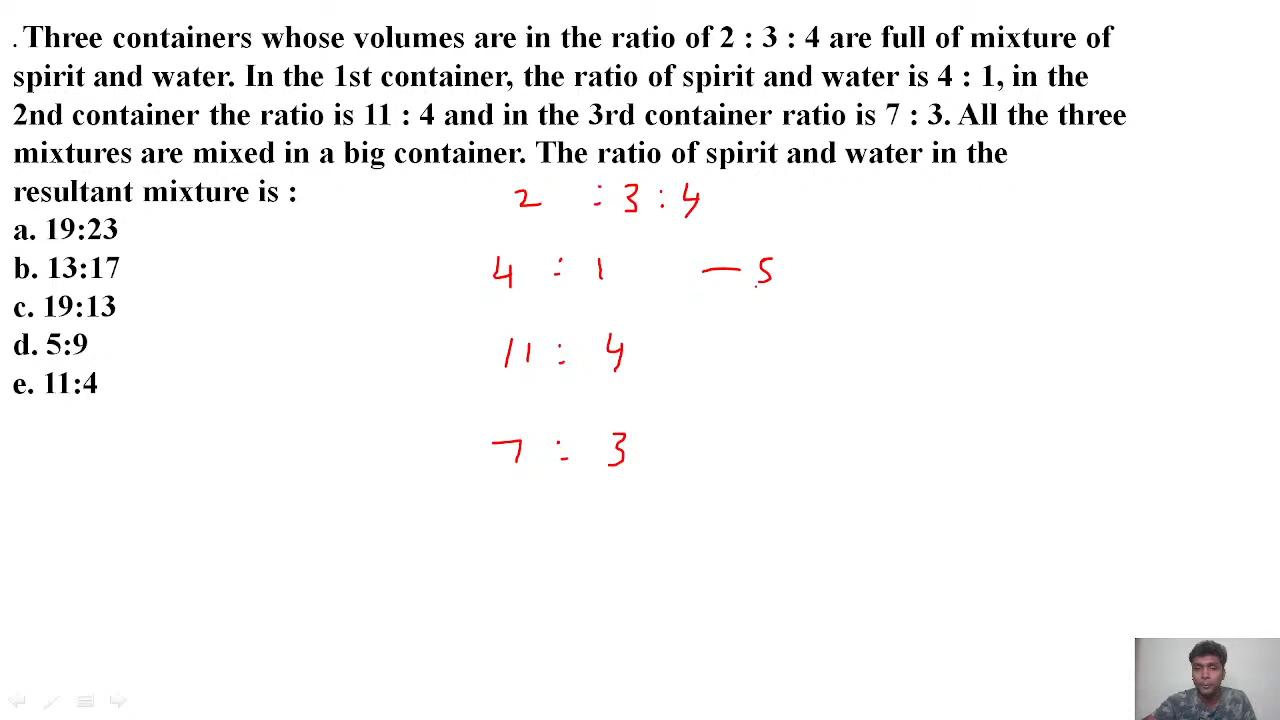 . Three containers whose volumes are in the ratio of 2 : 3 : 4 are full of mixture of
spirit and water. In the 1st container, the ratio of spirit and water is 4 : 1, in the
2nd container the ratio is 11 : 4 and in the 3rd container ratio is 7 : 3. All the three
mixtures are mixed in a big container. The ratio of spirit and water in the
resultant mixture is :
2 : 3 : 4
a. 19:23
b. 13:17
4 : 1 — 5
c. 19:13
d. 5:9
11 : 4
e. 11:4
7 : 3